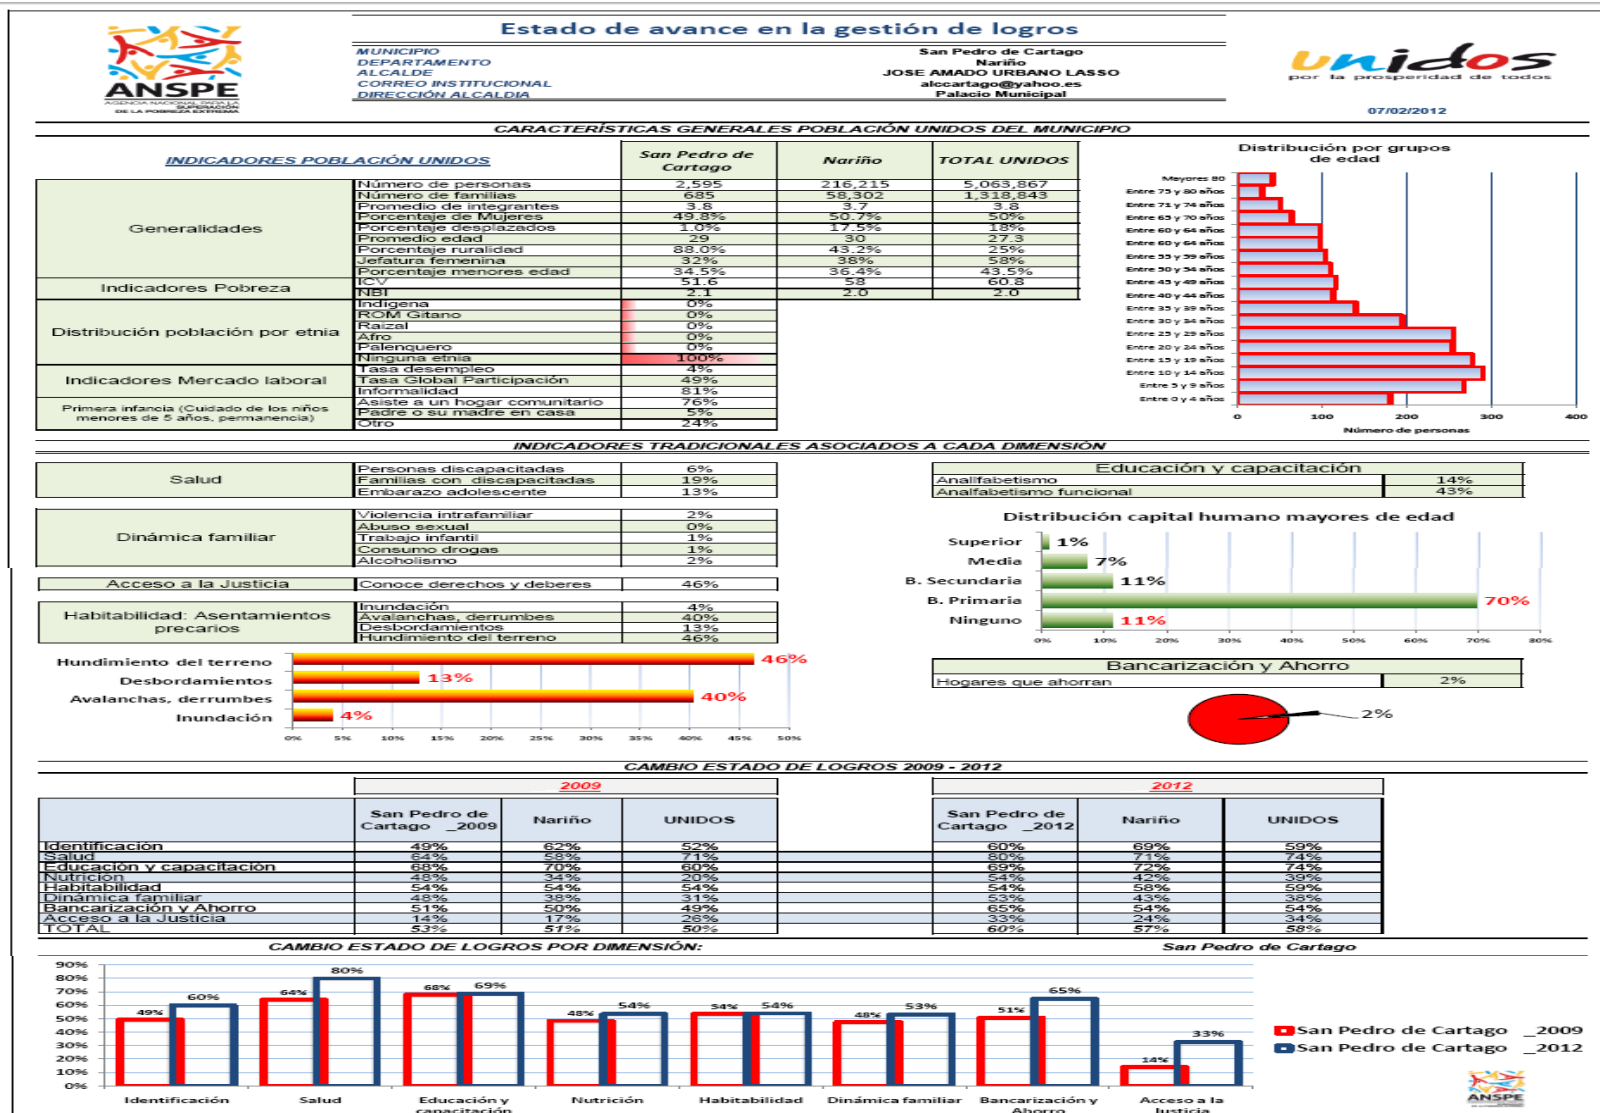 Estado de avance en la gestión de logros
ANSPE
AGENCIA NACIONAL PARA LA
SUPERACIÓN
DE LA POBREZA EXTREMA
MUNICIPIO San Pedro de Cartago
DEPARTAMENTO Nariño
ALCALDE JOSE AMADO URBANO LASSO
CORREO INSTITUCIONAL alccartago@yahoo.es
DIRECCIÓN ALCALDIA Palacio Municipal
unidos
por la prosperidad de todos
07/02/2012
CARACTERÍSTICAS GENERALES POBLACIÓN UNIDOS DEL MUNICIPIO
INDICADORES POBLACIÓN UNIDOS San Pedro de Cartago Nariño TOTAL UNIDOS
Generalidades
Número de personas 2,595 216,215 5,063,867
Número de familias 685 58,302 1,318,843
Promedio de integrantes 3.8 3.7 3.8
Porcentaje de Mujeres 49.8% 50.7% 50%
Porcentaje desplazados 1.0% 17.5% 18%
Promedio edad 29 30 27.3
Porcentaje ruralidad 88.0% 43.2% 25%
Jefatura femenina 32% 38% 58%
Porcentaje menores edad 34.5% 36.4% 43.5%
Indicadores Pobreza
ICV 51.6 58 60.8
NBI 2.1 2.0 2.0
Distribución población por etnia
Indígena 0%
ROM Gitano 0%
Raizal 0%
Afro 0%
Palenquero 0%
Ninguna etnia 100%
Indicadores Mercado laboral
Tasa desempleo 4%
Tasa Global Participación 49%
Informalidad 81%
Primera infancia (Cuidado de los niños
menores de 5 años, permanencia)
Asiste a un hogar comunitario 76%
Padre o su madre en casa 5%
Otro 24%
Distribución por grupos
de edad
Mayores 80
Entre 75 y 80 años
Entre 71 y 74 años
Entre 65 y 70 años
Entre 60 y 64 años
Entre 60 y 64 años
Entre 55 y 59 años
Entre 50 y 54 años
Entre 45 y 49 años
Entre 40 y 44 años
Entre 35 y 39 años
Entre 30 y 34 años
Entre 25 y 29 años
Entre 20 y 24 años
Entre 15 y 19 años
Entre 10 y 14 años
Entre 5 y 9 años
Entre 0 y 4 años
0 100 200 300 400
Número de personas
INDICADORES TRADICIONALES ASOCIADOS A CADA DIMENSIÓN
Salud
Personas discapacitadas 6%
Familias con discapacitadas 19%
Embarazo adolescente 13%
Dinámica familiar
Violencia intrafamiliar 2%
Abuso sexual 0%
Trabajo infantil 1%
Consumo drogas 1%
Alcoholismo 2%
Acceso a la Justicia Conoce derechos y deberes 46%
Habitabilidad: Asentamientos
precarios
Inundación 4%
Avalanchas, derrumbes 40%
Desbordamientos 13%
Hundimiento del terreno 46%
Hundimiento del terreno 46%
Desbordamientos 13%
Avalanchas, derrumbes 40%
Inundación 4%
0% 5% 10% 15% 20% 25% 30% 35% 40% 45% 50%
Educación y capacitación
Analfabetismo 14%
Analfabetismo funcional 43%
Distribución capital humano mayores de edad
Superior 1%
Media 7%
B. Secundaria 11%
B. Primaria 70%
Ninguno 11%
0% 10% 20% 30% 40% 50% 60% 70% 80%
Bancarización y Ahorro
Hogares que ahorran 2%
2%
CAMBIO ESTADO DE LOGROS 2009 - 2012
2009 2012
San Pedro de Cartago _2009 Nariño UNIDOS San Pedro de Cartago _2012 Nariño UNIDOS
Identificación 49% 62% 52% 60% 69% 59%
Salud 64% 58% 71% 80% 71% 74%
Educación y capacitación 68% 70% 60% 69% 72% 74%
Nutrición 48% 34% 20% 54% 42% 39%
Habitabilidad 54% 54% 54% 54% 58% 59%
Dinámica familiar 48% 38% 31% 53% 43% 38%
Bancarización y Ahorro 51% 50% 49% 65% 54% 54%
Acceso a la Justicia 14% 17% 26% 33% 24% 34%
TOTAL 53% 51% 50% 60% 57% 58%
CAMBIO ESTADO DE LOGROS POR DIMENSIÓN: San Pedro de Cartago
90%
80%
70%
60%
50%
40%
30%
20%
10%
0%
49% 60% 64% 80% 68% 69% 48% 54% 54% 54% 48% 53% 51% 65% 14% 33%
Identificación Salud Educación y capacitación Nutrición Habitabilidad Dinámica familiar Bancarización y Ahorro Acceso a la Justicia
San Pedro de Cartago _2009
San Pedro de Cartago _2012
ANSPE